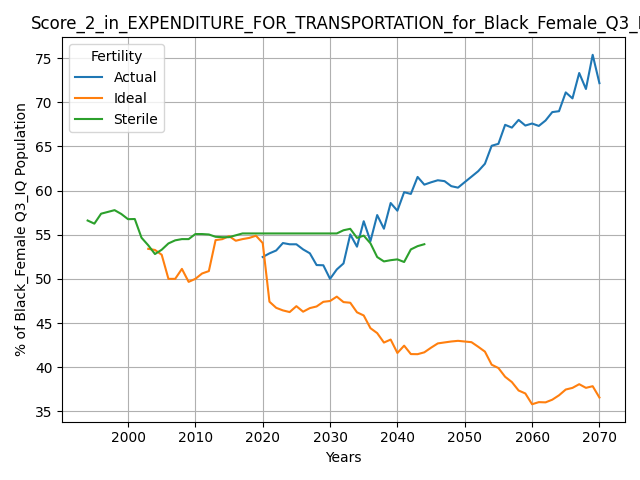 Score_2_in_EXPENDITURE_FOR_TRANSPORTATION_for_Black_Female_Q3_I
Fertility
Actual
Ideal
Sterile
% of Black_Female Q3_IQ Population
75
70
65
60
55
50
45
40
35
2000 2010 2020 2030 2040 2050 2060 2070
Years